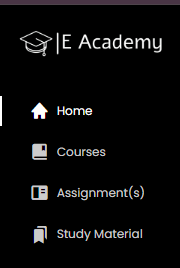 |E Academy
Home
Courses
Assignment(s)
Study Material